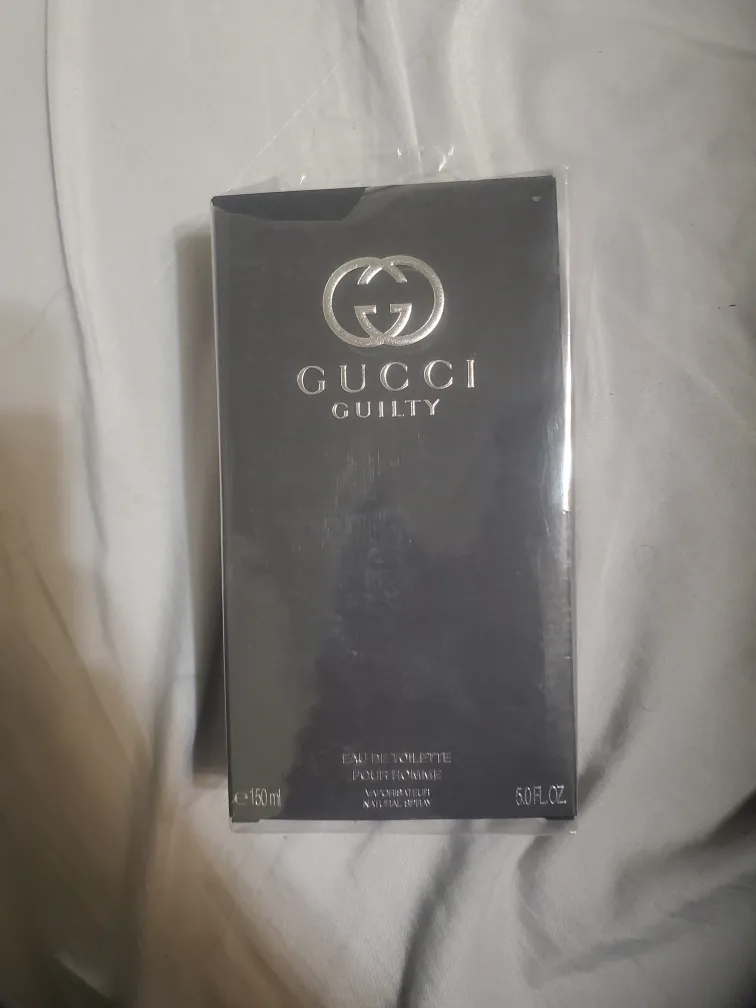 GUCCI
GUILTY
EAU DE TOILETTE
POUR HOMME
VAPORISATEUR
NATURAL SPRAY
℮150 ml
5.0 FL.OZ.